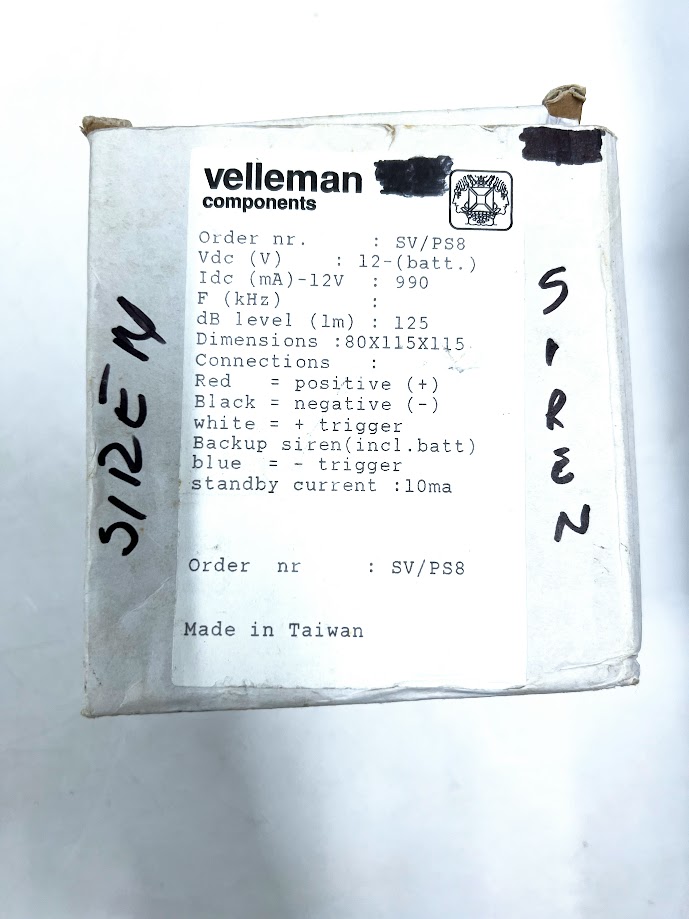 velleman
components
Order nr. : SV/PS8
Vdc (V) : 12-(batt.)
Idc (mA)-12V : 990
F (kHz) :
dB level (1m) : 125
Dimensions :80X115X115
Connections :
Red = positive (+)
Black = negative (-)
white = + trigger
Backup siren(incl.batt)
blue = - trigger
standby current :10ma
Order nr : SV/PS8
Made in Taiwan
SIREN
SIREN